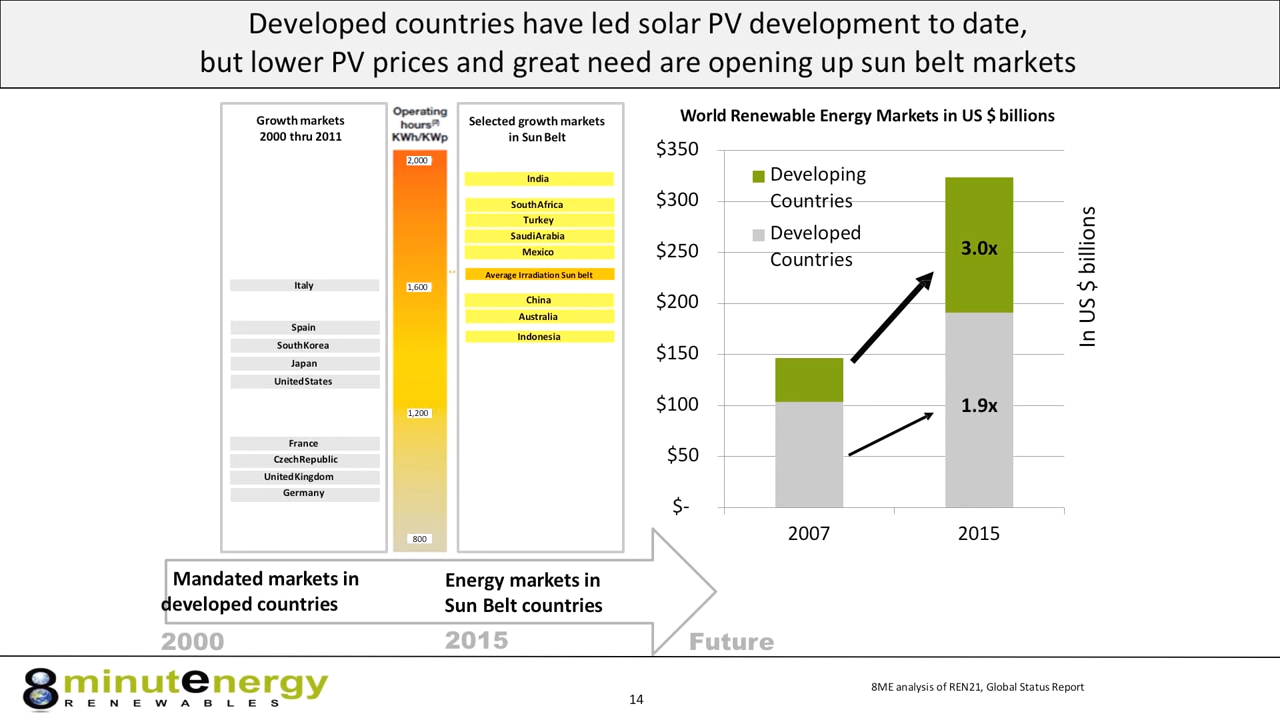 Developed countries have led solar PV development to date,
but lower PV prices and great need are opening up sun belt markets
Growth markets
2000 thru 2011
Italy
Spain
SouthKorea
Japan
UnitedStates
France
CzechRepublic
UnitedKingdom
Germany
Operating
hours⁽²⁾
KWh/KWp
2,000
1,600
1,200
800
Selected growth markets
in Sun Belt
India
SouthAfrica
Turkey
SaudiArabia
Mexico
Average Irradiation Sun belt
China
Australia
Indonesia
World Renewable Energy Markets in US $ billions
$350
$300
$250
$200
$150
$100
$50
$-
Developing
Countries
Developed
Countries
3.0x
1.9x
2007
2015
In US $ billions
Mandated markets in
developed countries
Energy markets in
Sun Belt countries
2000
2015
Future
8minutenergy
RENEWABLES
14
8ME analysis of REN21, Global Status Report